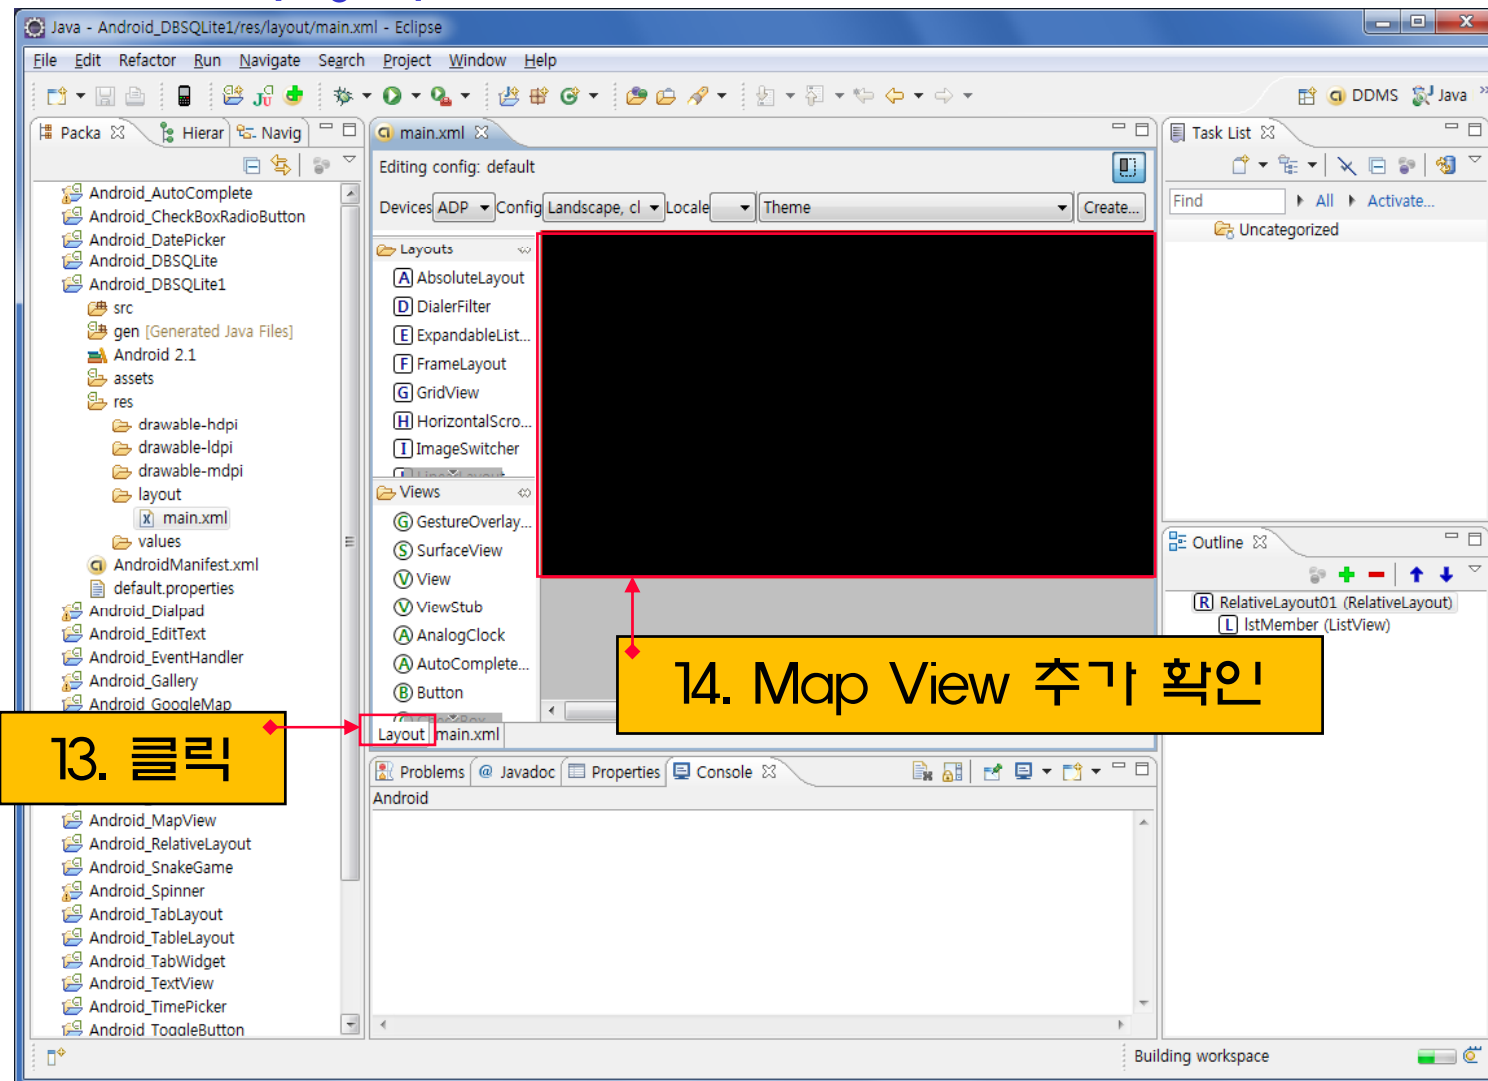 Java - Android_DBSQLite1/res/layout/main.xml - Eclipse
File Edit Refactor Run Navigate Search Project Window Help
DDMS Java
Packa Hierar Navig
main.xml
Task List
Editing config: default
Devices ADP Config Landscape, cl Locale Theme Create...
Find All Activate...
Uncategorized
Android_AutoComplete
Android_CheckBoxRadioButton
Android_DatePicker
Android_DBSQLite
Android_DBSQLite1
src
gen [Generated Java Files]
Android 2.1
assets
res
drawable-hdpi
drawable-ldpi
drawable-mdpi
layout
main.xml
values
AndroidManifest.xml
default.properties
Android_Dialpad
Android_EditText
Android_EventHandler
Android_Gallery
Android_GoogleMap
Android_MapView
Android_RelativeLayout
Android_SnakeGame
Android_Spinner
Android_TabLayout
Android_TableLayout
Android_TabWidget
Android_TextView
Android_TimePicker
Android_ToggleButton
Layouts
A AbsoluteLayout
D DialerFilter
E ExpandableList...
F FrameLayout
G GridView
H HorizontalScro...
I ImageSwitcher
Views
G GestureOverlay...
S SurfaceView
V View
V ViewStub
A AnalogClock
A AutoComplete...
B Button
Layout main.xml
13. 클릭
14. Map View 추가 확인
Outline
R RelativeLayout01 (RelativeLayout)
L lstMember (ListView)
Problems @ Javadoc Properties Console
Android
Building workspace